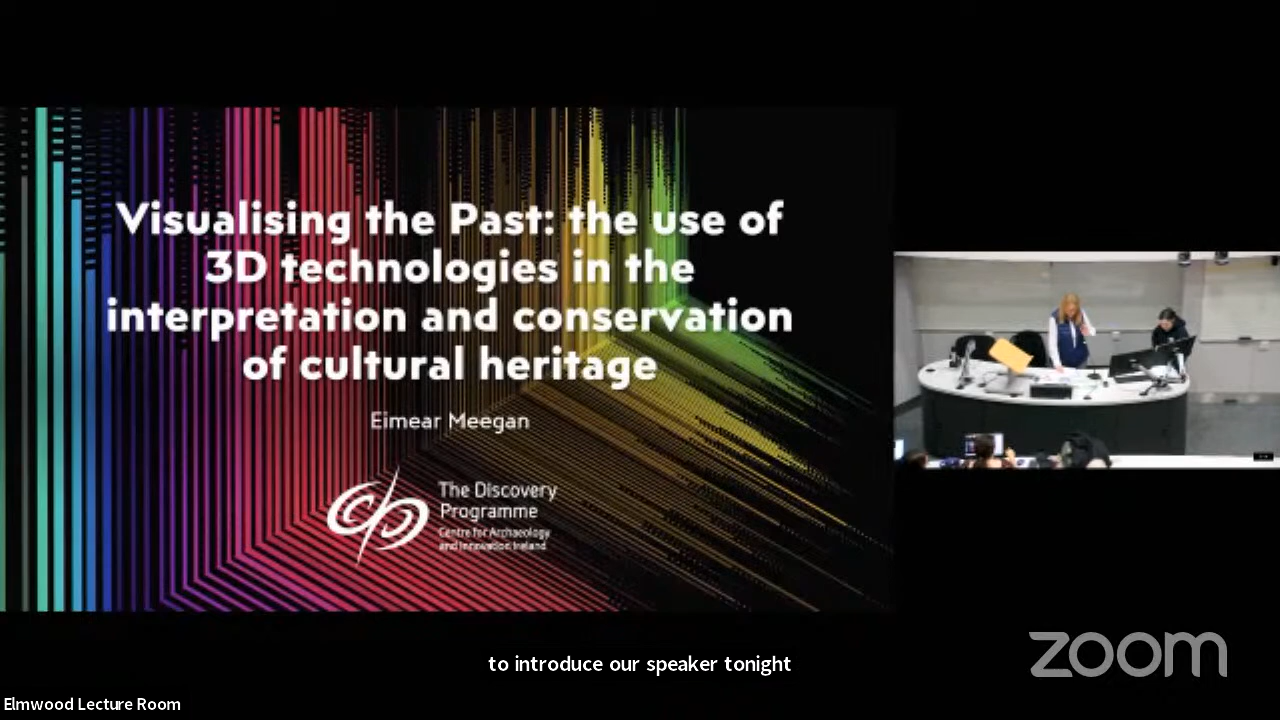 Visualising the Past: the use of
3D technologies in the
interpretation and conservation
of cultural heritage
Eimear Meegan
The Discovery
Programme
Centre for Archaeology
and Innovation Ireland
to introduce our speaker tonight
zoom
Elmwood Lecture Room